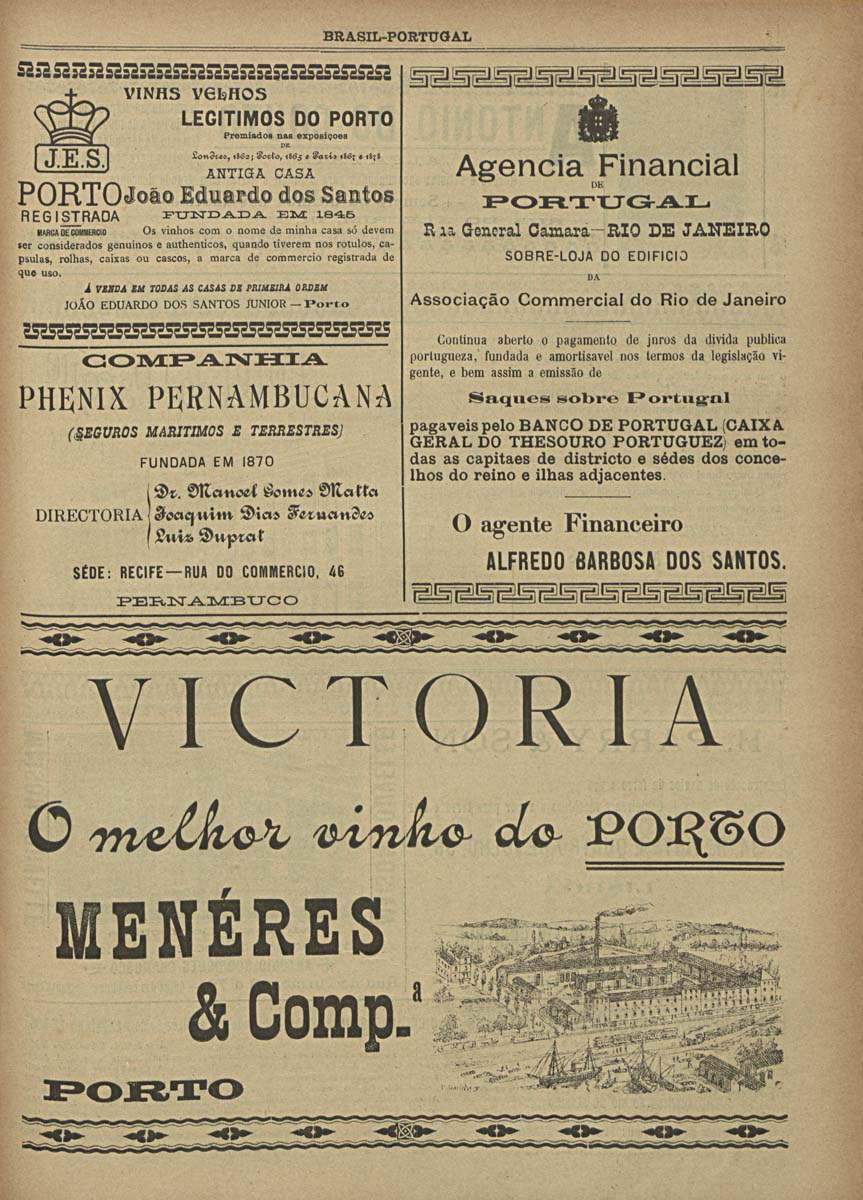 BRASIL-PORTUGAL
VINHS VELHOS
LEGITIMOS DO PORTO
Premiados nas exposiçoes
DE
Londres, 1862; Porto, 1865 e Paris 1867 e 1878
J.E.S.
ANTIGA CASA
PORTO João Eduardo dos Santos
REGISTRADA FUNDADA EM 1845
MARCA DE COMMERCIO
Os vinhos com o nome de minha casa só devem
ser considerados genuinos e authenticos, quando tiverem nos rotulos, ca-
psulas, rolhas, caixas ou cascos, a marca de commercio registrada de
que uso.
Á VENDA EM TODAS AS CASAS DE PRIMEIRA ORDEM
JOÃO EDUARDO DOS SANTOS JUNIOR — Porto
COMPANHIA
PHENIX PERNAMBUCANA
(SEGUROS MARITIMOS E TERRESTRES)
FUNDADA EM 1870
DIRECTORIA
Dr. Manoel Gomes Matta
Joaquim Dias Fernandes
Luiz Duprat
SÉDE: RECIFE—RUA DO COMMERCIO, 46
PERNAMBUCO
Agencia Financial
DE
PORTUGAL
Rua General Camara—RIO DE JANEIRO
SOBRE-LOJA DO EDIFICIO
DA
Associação Commercial do Rio de Janeiro
Continua aberto o pagamento de juros da divida publica
portugueza, fundada e amortisavel nos termos da legislação vi-
gente, e bem assim a emissão de
Saques sobre Portugal
pagaveis pelo BANCO DE PORTUGAL (CAIXA
GERAL DO THESOURO PORTUGUEZ) em to-
das as capitaes de districto e sédes dos conce-
lhos do reino e ilhas adjacentes.
O agente Financeiro
ALFREDO BARBOSA DOS SANTOS.
VICTORIA
O melhor vinho do PORTO
MENÉRES
& Comp.ª
PORTO